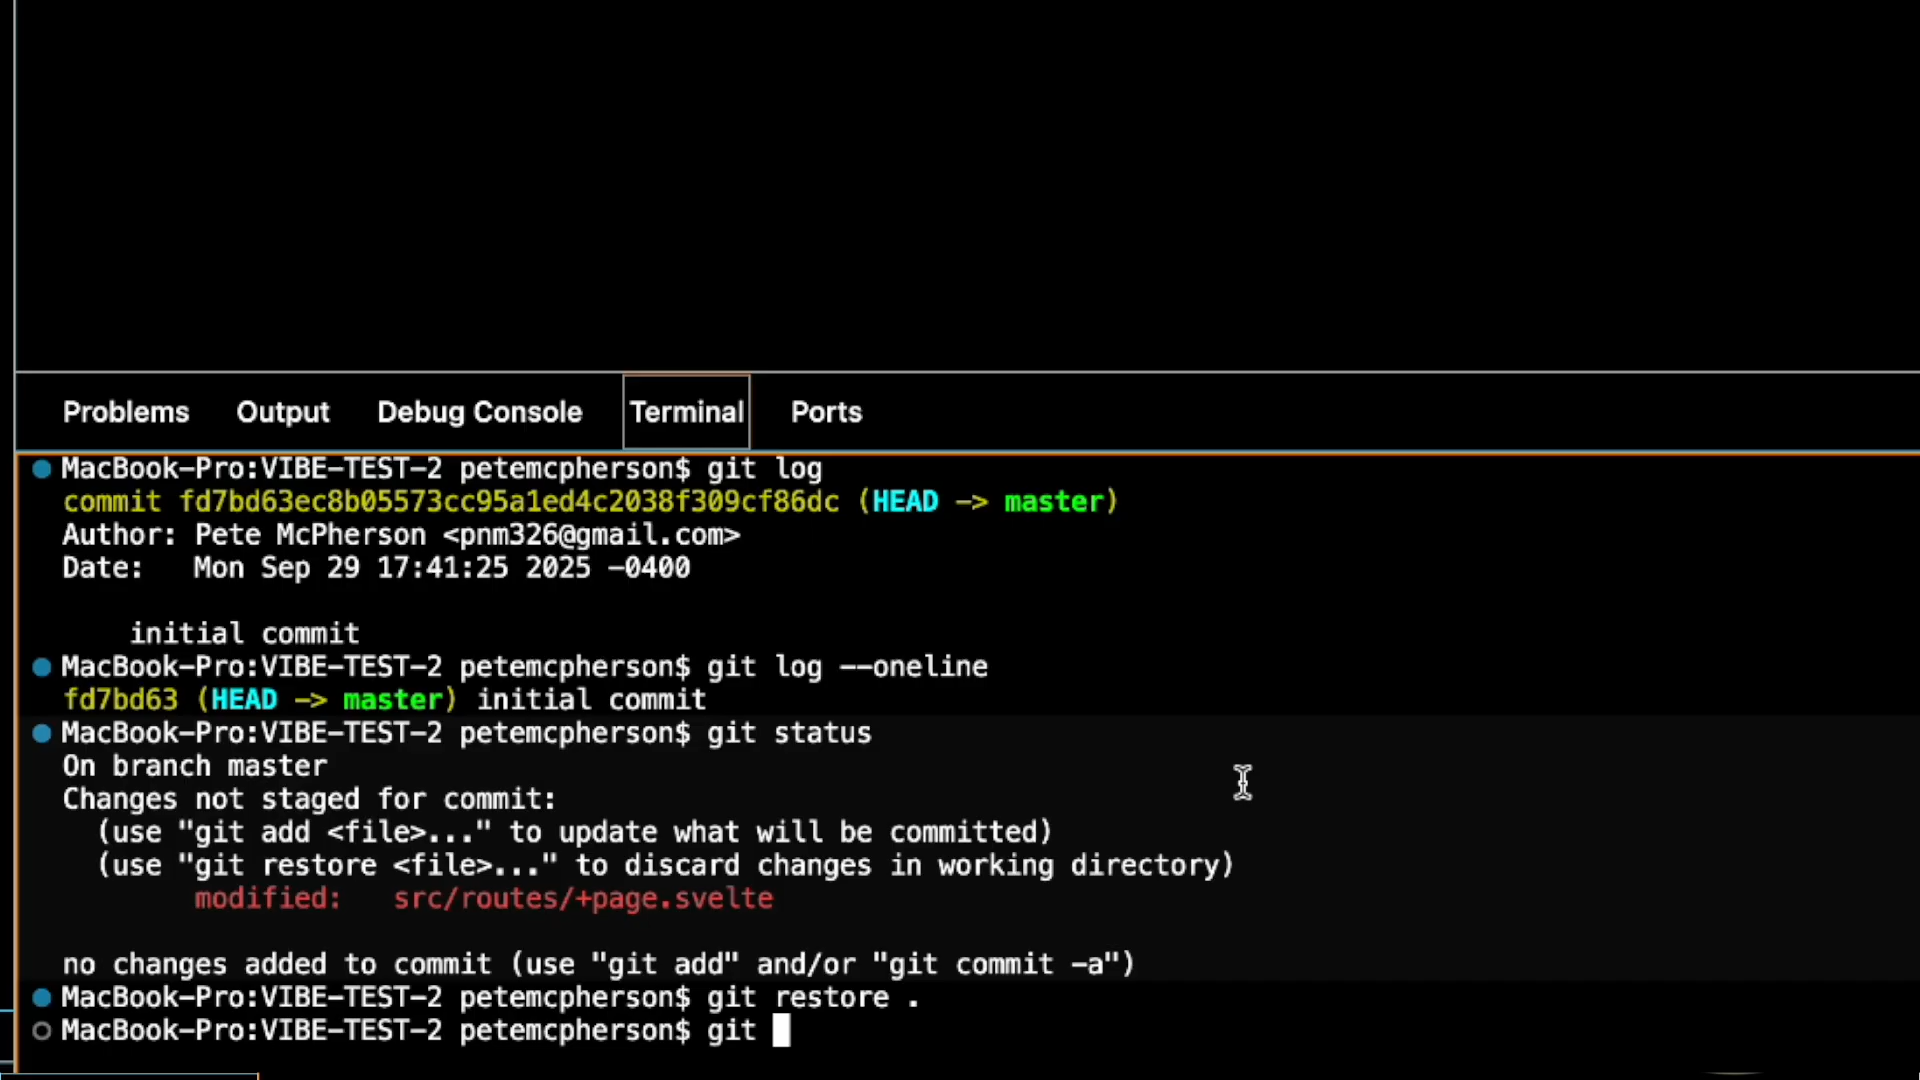 Problems Output Debug Console Terminal Ports
MacBook-Pro:VIBE-TEST-2 petemcpherson$ git log
commit fd7bd63ec8b05573cc95a1ed4c2038f309cf86dc (HEAD -> master)
Author: Pete McPherson <pnm326@gmail.com>
Date:   Mon Sep 29 17:41:25 2025 -0400
    initial commit
MacBook-Pro:VIBE-TEST-2 petemcpherson$ git log --oneline
fd7bd63 (HEAD -> master) initial commit
MacBook-Pro:VIBE-TEST-2 petemcpherson$ git status
On branch master
Changes not staged for commit:
  (use "git add <file>..." to update what will be committed)
  (use "git restore <file>..." to discard changes in working directory)
        modified:   src/routes/+page.svelte
no changes added to commit (use "git add" and/or "git commit -a")
MacBook-Pro:VIBE-TEST-2 petemcpherson$ git restore .
MacBook-Pro:VIBE-TEST-2 petemcpherson$ git